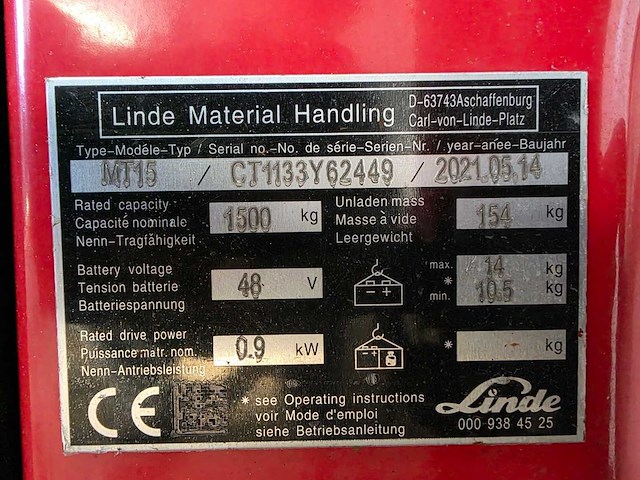 Linde Material Handling D-63743Aschaffenburg
Carl-von-Linde-Platz
Type-Modéle-Typ / Serial no.-No. de série-Serien-Nr. / year-anee-Baujahr
MT15 / CT1133Y62449 / 2021.05.14
Rated capacity
Capacité nominale 1500 kg
Nenn-Tragfähigkeit
Unladen mass
Masse à vide 154 kg
Leergewicht
Battery voltage
Tension batterie 48 V
Batteriespannung
max. 14 kg
*
min. 10.5 kg
Rated drive power
Puissance matr. nom. 0.9 kW
Nenn-Antriebsleistung
* kg
CE
* see Operating instructions
voir Mode d'emploi
siehe Betriebsanleitung
Linde
000 938 45 25